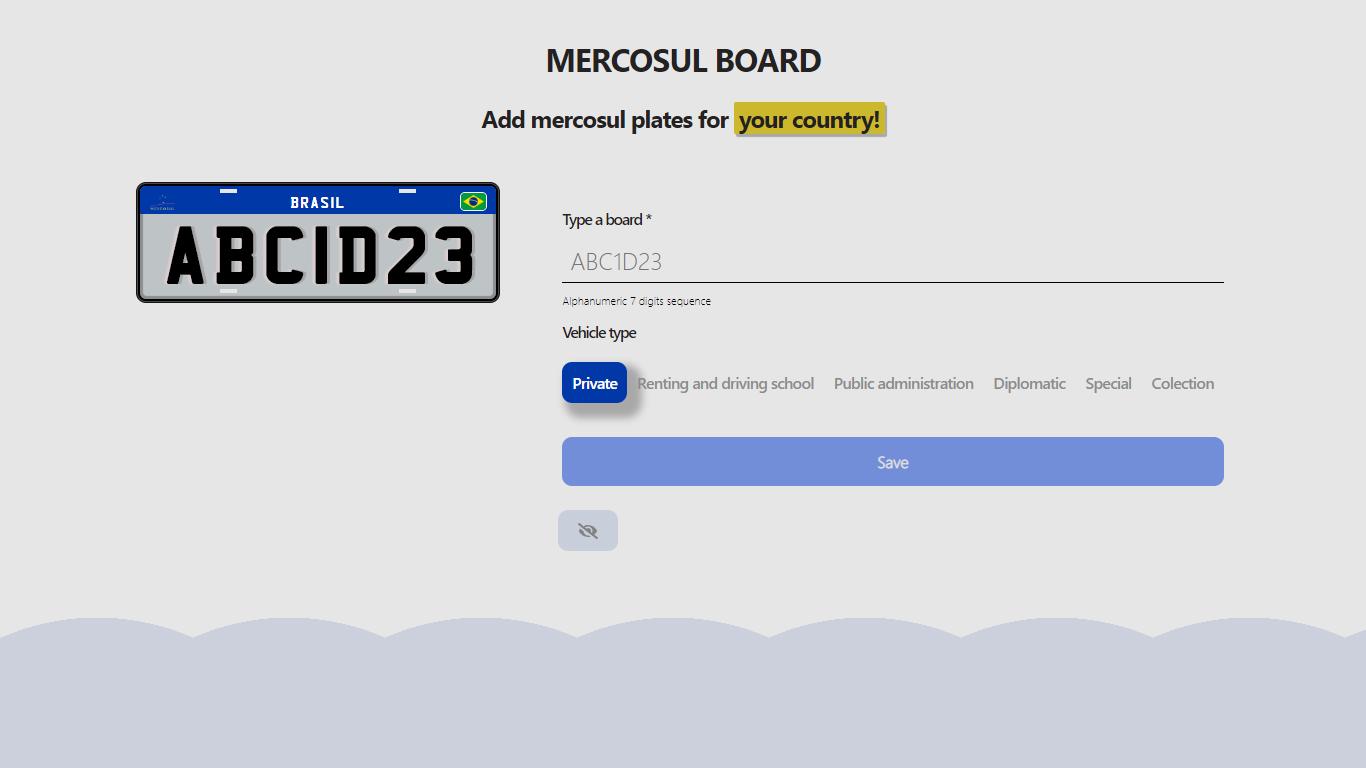 MERCOSUL BOARD
Add mercosul plates for your country!
BRASIL
ABC1D23
Type a board *
ABC1D23
Alphanumeric 7 digits sequence
Vehicle type
Private Renting and driving school Public administration Diplomatic Special Colection
Save